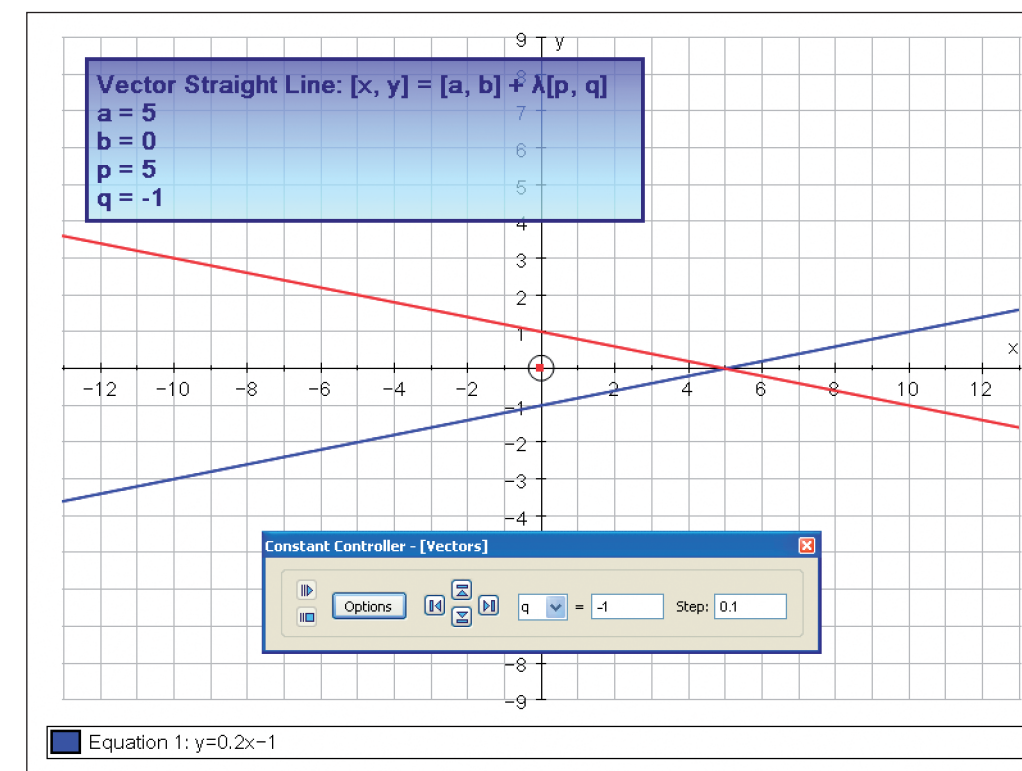 9 y
Vector Straight Line: [x, y] = [a, b] + λ[p, q]
8
a = 5
7
b = 0
6
p = 5
5
q = -1
4
3
2
1
x
−12 −10 −8 −6 −4 −2 2 4 6 8 10 12
−1
−2
−3
−4
Constant Controller - [Vectors]
Options q = -1 Step: 0.1
−8
−9
Equation 1: y=0.2x−1